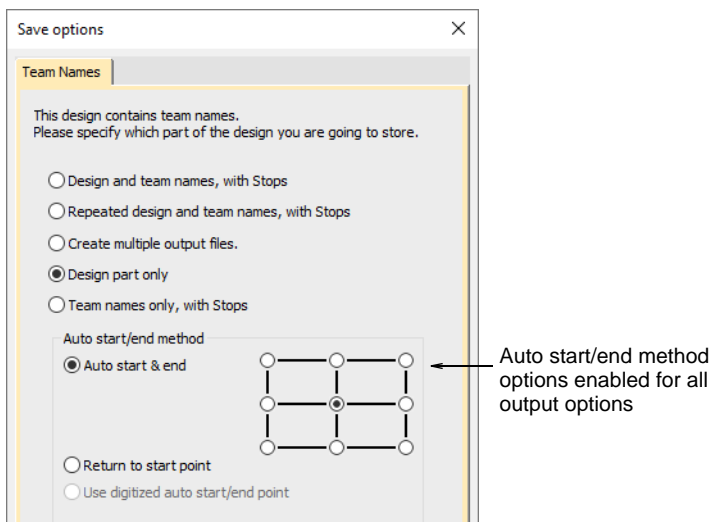 Save options
Team Names
This design contains team names.
Please specify which part of the design you are going to store.
Design and team names, with Stops
Repeated design and team names, with Stops
Create multiple output files.
Design part only
Team names only, with Stops
Auto start/end method
Auto start & end
Return to start point
Use digitized auto start/end point
Auto start/end method
options enabled for all
output options